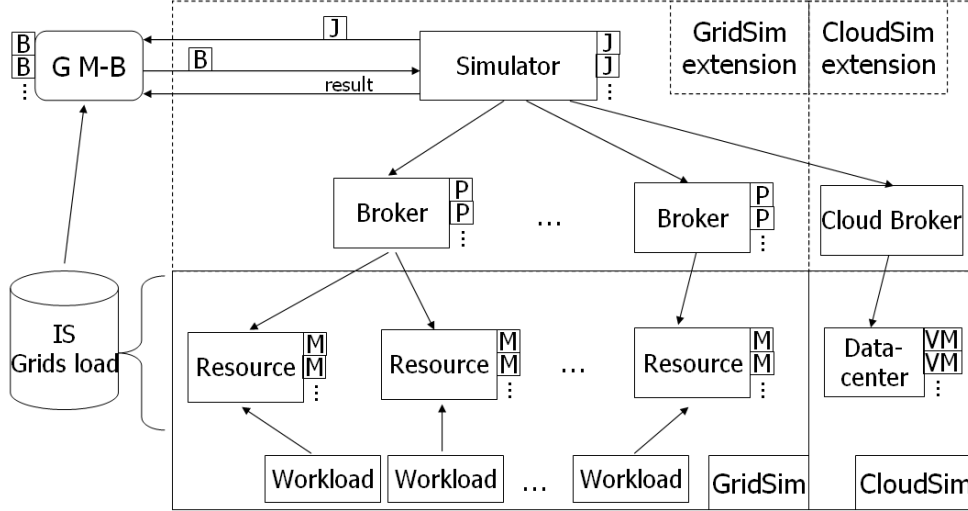 J
GridSim
extension
CloudSim
extension
B
B
⋮
G M-B
B
result
Simulator
J
J
⋮
Broker
P
P
⋮
...
Broker
P
P
⋮
Cloud Broker
IS
Grids load
Resource
M
M
⋮
Resource
M
M
⋮
...
Resource
M
M
⋮
Data-
center
VM
VM
⋮
Workload
Workload
...
Workload
GridSim
CloudSim